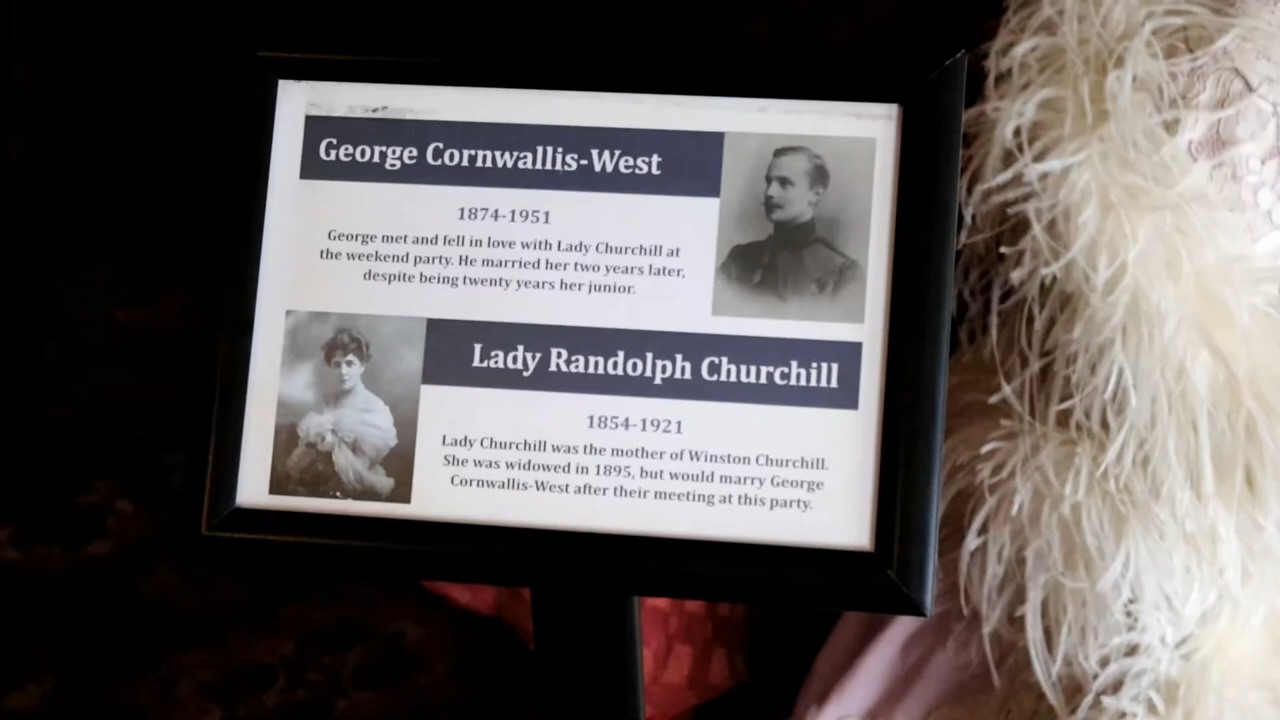 George Cornwallis-West
1874-1951
George met and fell in love with Lady Churchill at
the weekend party. He married her two years later,
despite being twenty years her junior.
Lady Randolph Churchill
1854-1921
Lady Churchill was the mother of Winston Churchill.
She was widowed in 1895, but would marry George
Cornwallis-West after their meeting at this party.